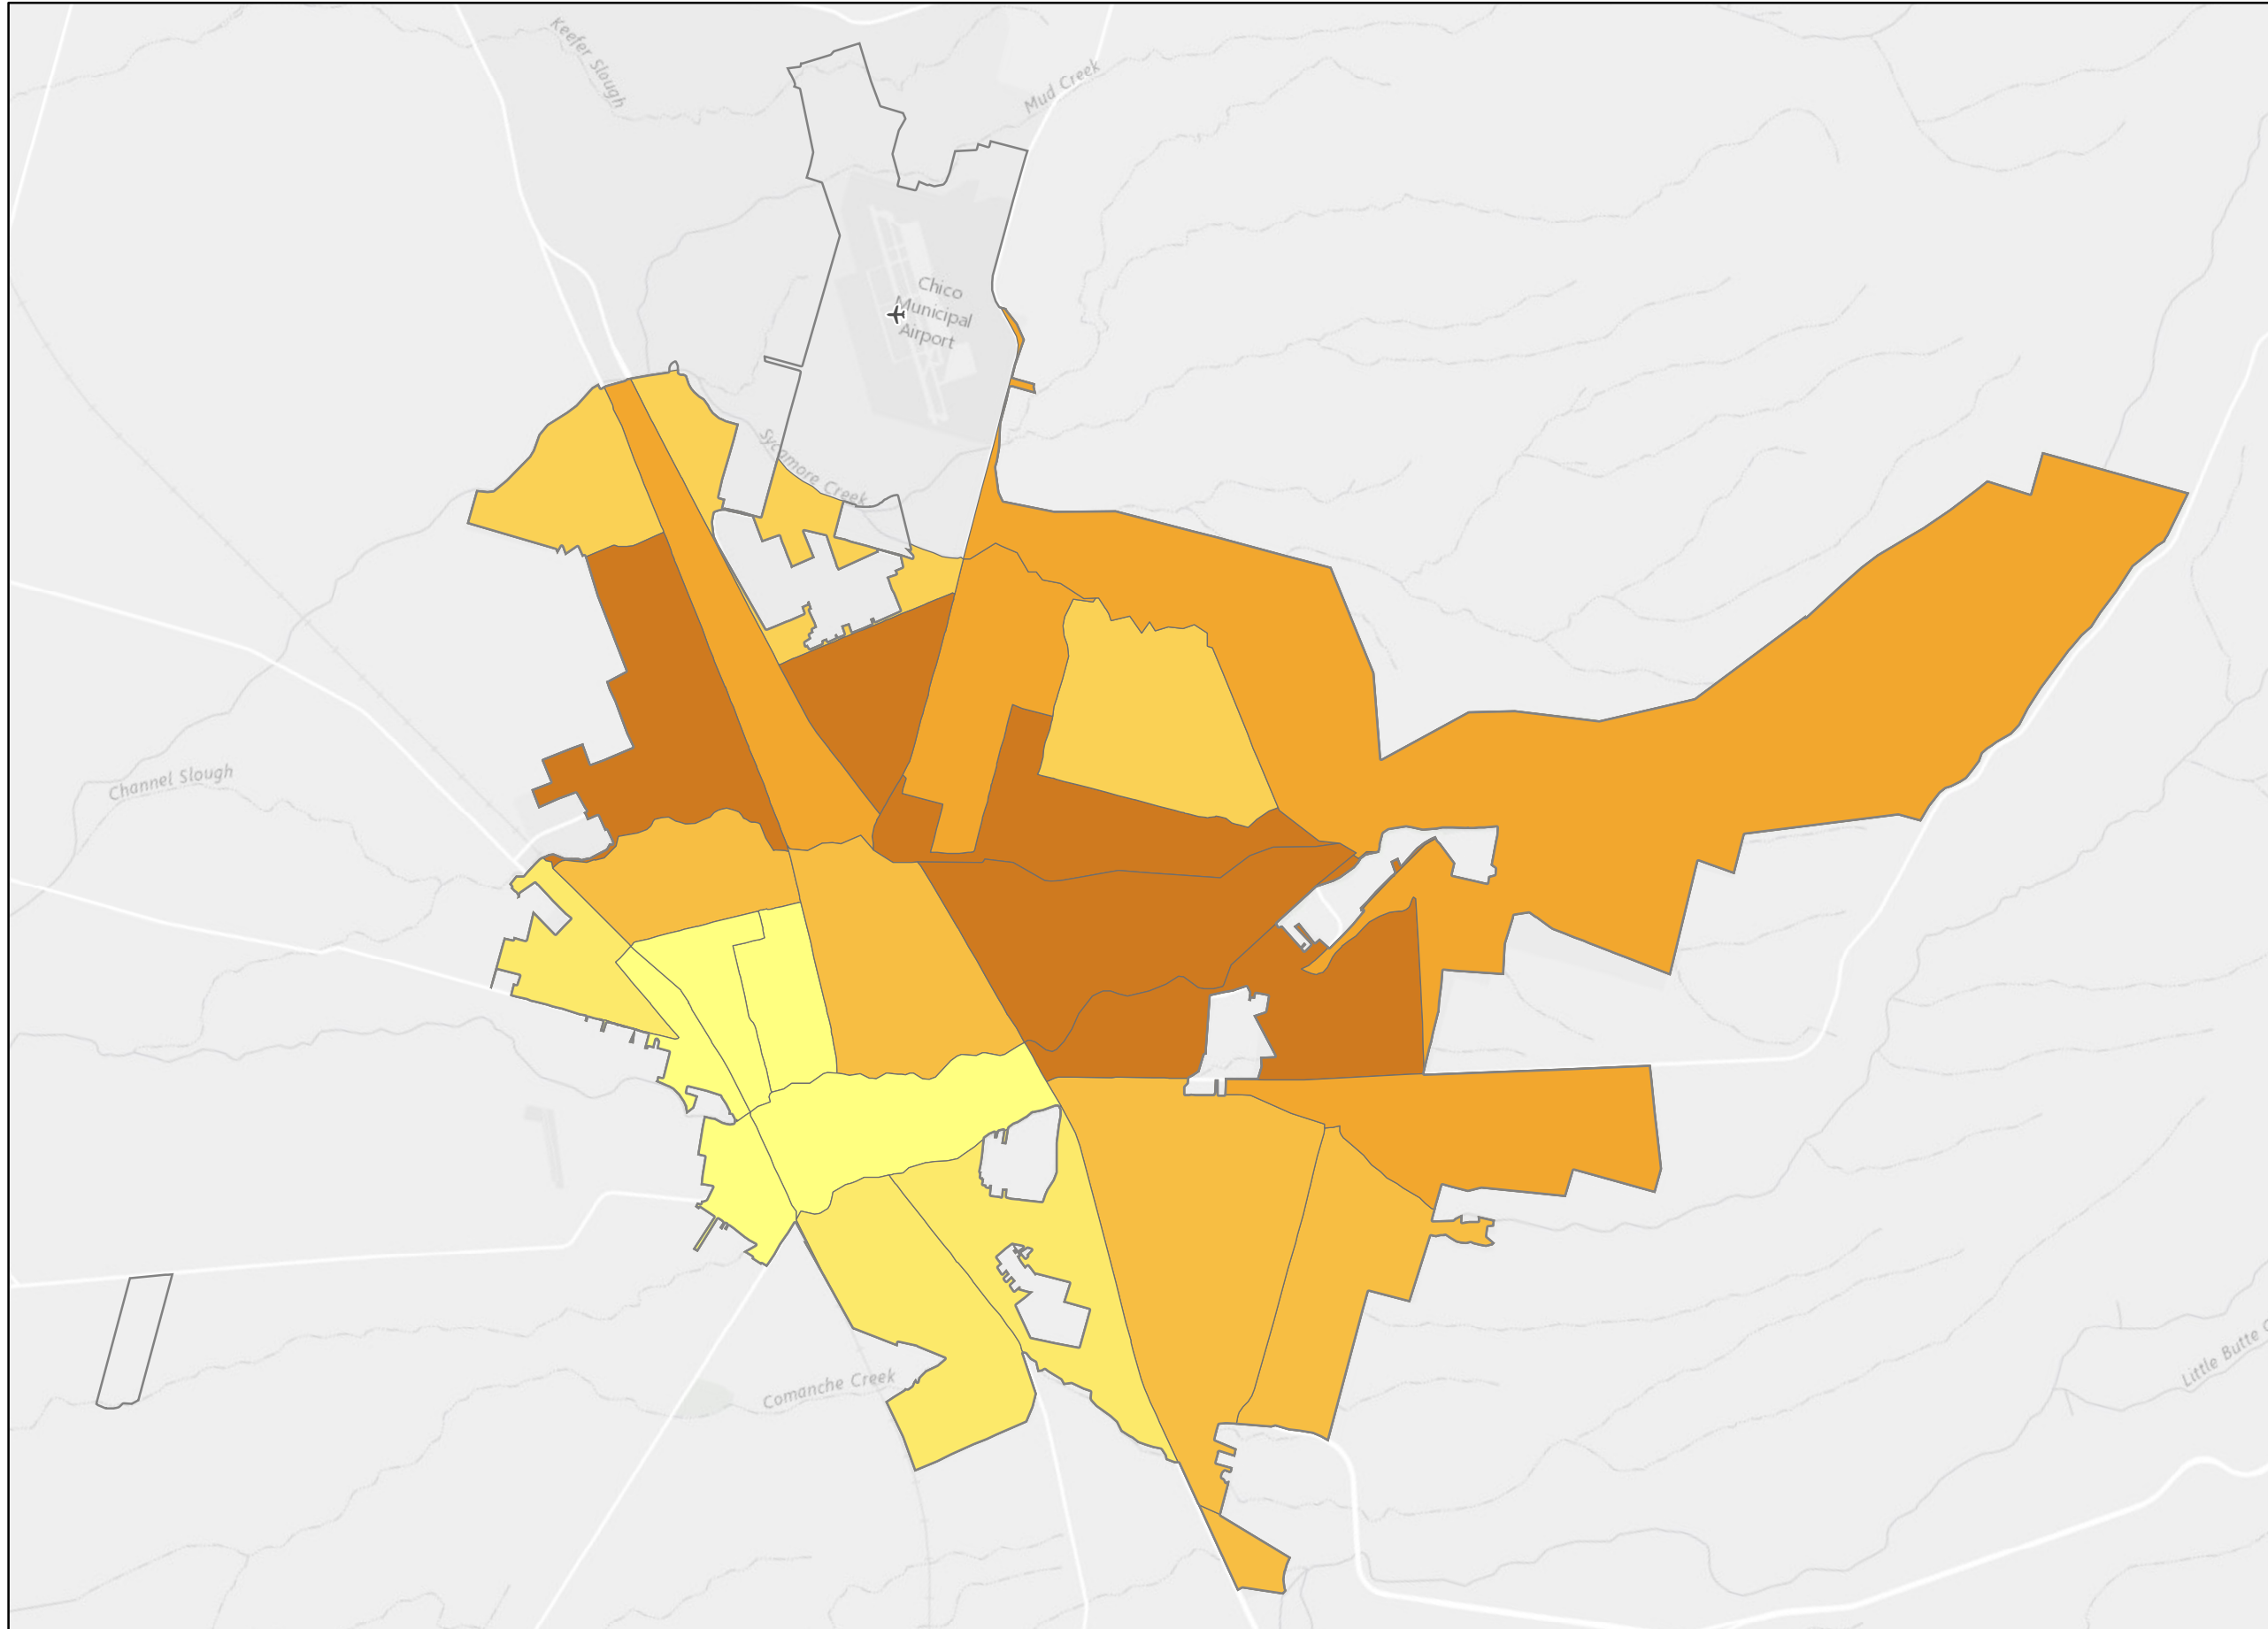 Keefer Slough
Mud Creek
Chico
Municipal
Airport
Sycamore Creek
Channel Slough
Comanche Creek
Little Butte